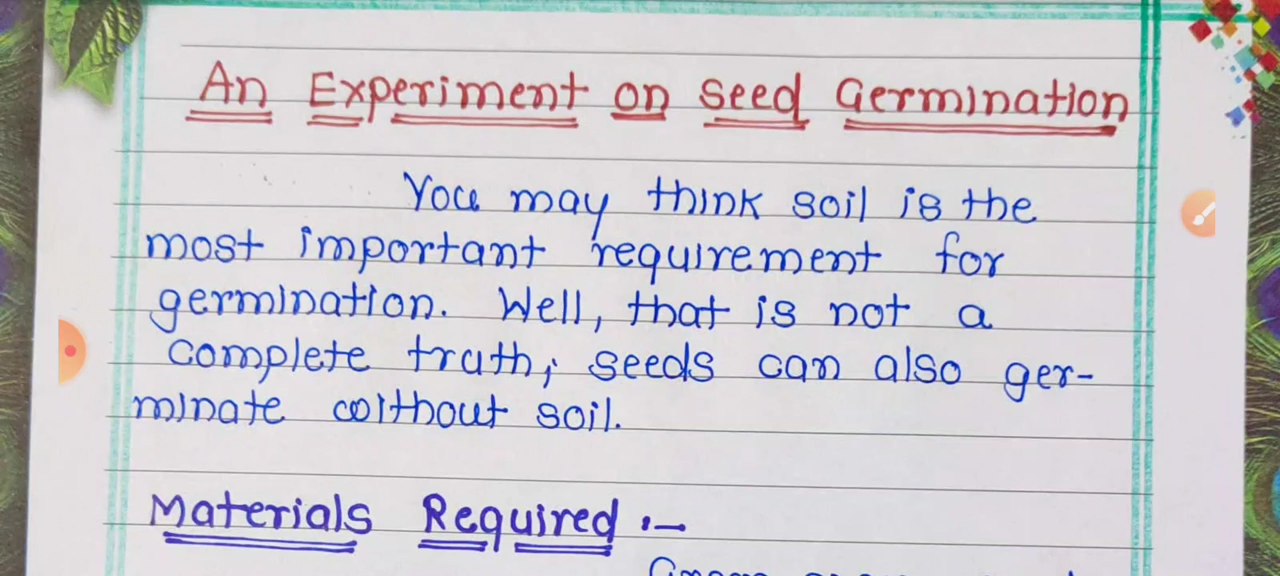 An Experiment on Seed Germination
You may think soil is the
most important requirement for
germination. Well, that is not a
complete truth; seeds can also ger-
minate without soil.
Materials Required :-